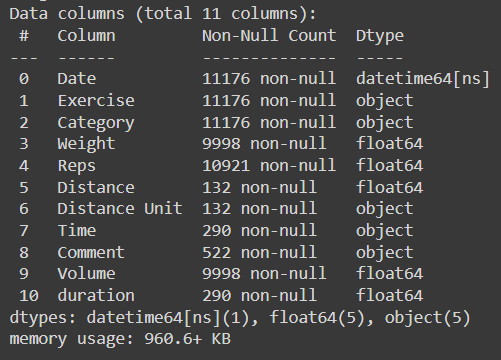 Data columns (total 11 columns):
 #   Column         Non-Null Count  Dtype
---  ------         --------------  -----
 0   Date           11176 non-null  datetime64[ns]
 1   Exercise       11176 non-null  object
 2   Category       11176 non-null  object
 3   Weight         9998 non-null   float64
 4   Reps           10921 non-null  float64
 5   Distance       132 non-null    float64
 6   Distance Unit  132 non-null    object
 7   Time           290 non-null    object
 8   Comment        522 non-null    object
 9   Volume         9998 non-null   float64
 10  duration       290 non-null    float64
dtypes: datetime64[ns](1), float64(5), object(5)
memory usage: 960.6+ KB